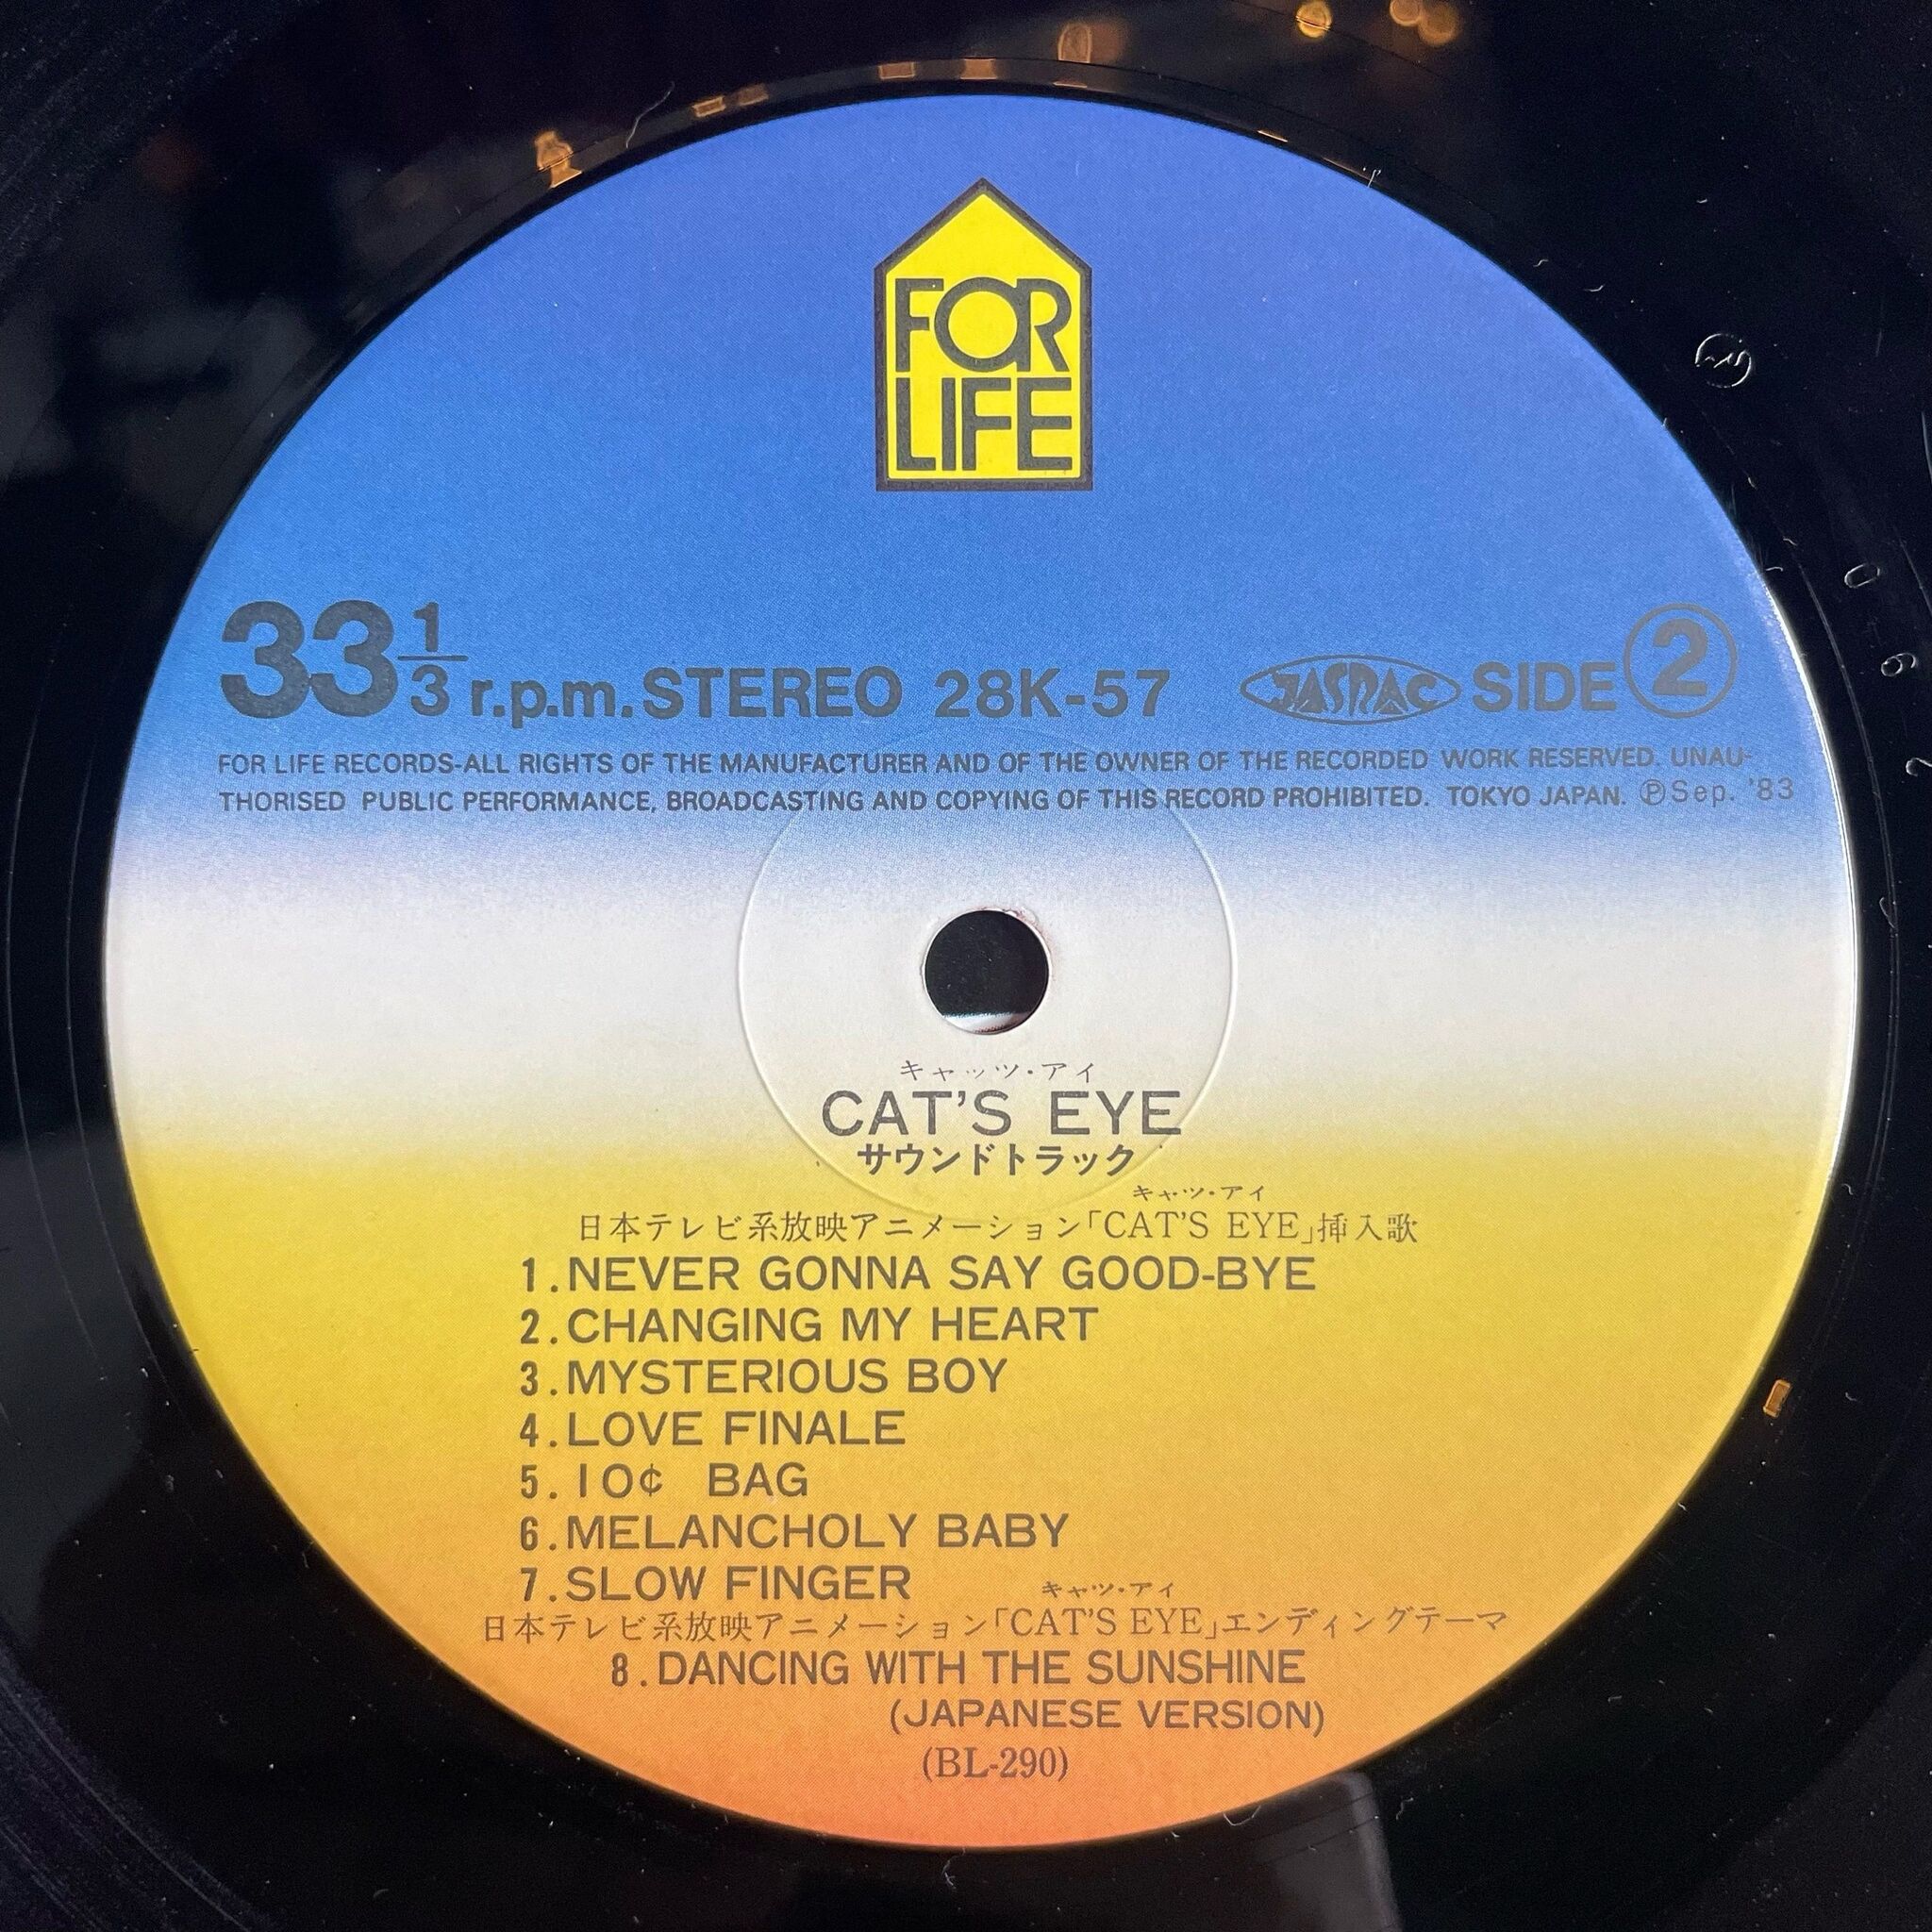 FOR
LIFE
33 1/3 r.p.m. STEREO 28K-57 JASRAC SIDE 2
FOR LIFE RECORDS-ALL RIGHTS OF THE MANUFACTURER AND OF THE OWNER OF THE RECORDED WORK RESERVED. UNAU-
THORISED PUBLIC PERFORMANCE, BROADCASTING AND COPYING OF THIS RECORD PROHIBITED. TOKYO JAPAN. ℗Sep. '83
キャッツ・アイ
CAT'S EYE
サウンドトラック
キャッツ・アイ
日本テレビ系放映アニメーション「CAT'S EYE」挿入歌
1.NEVER GONNA SAY GOOD-BYE
2.CHANGING MY HEART
3.MYSTERIOUS BOY
4.LOVE FINALE
5.10¢ BAG
6.MELANCHOLY BABY
7.SLOW FINGER
キャッツ・アイ
日本テレビ系放映アニメーション「CAT'S EYE」エンディングテーマ
8.DANCING WITH THE SUNSHINE
(JAPANESE VERSION)
(BL-290)